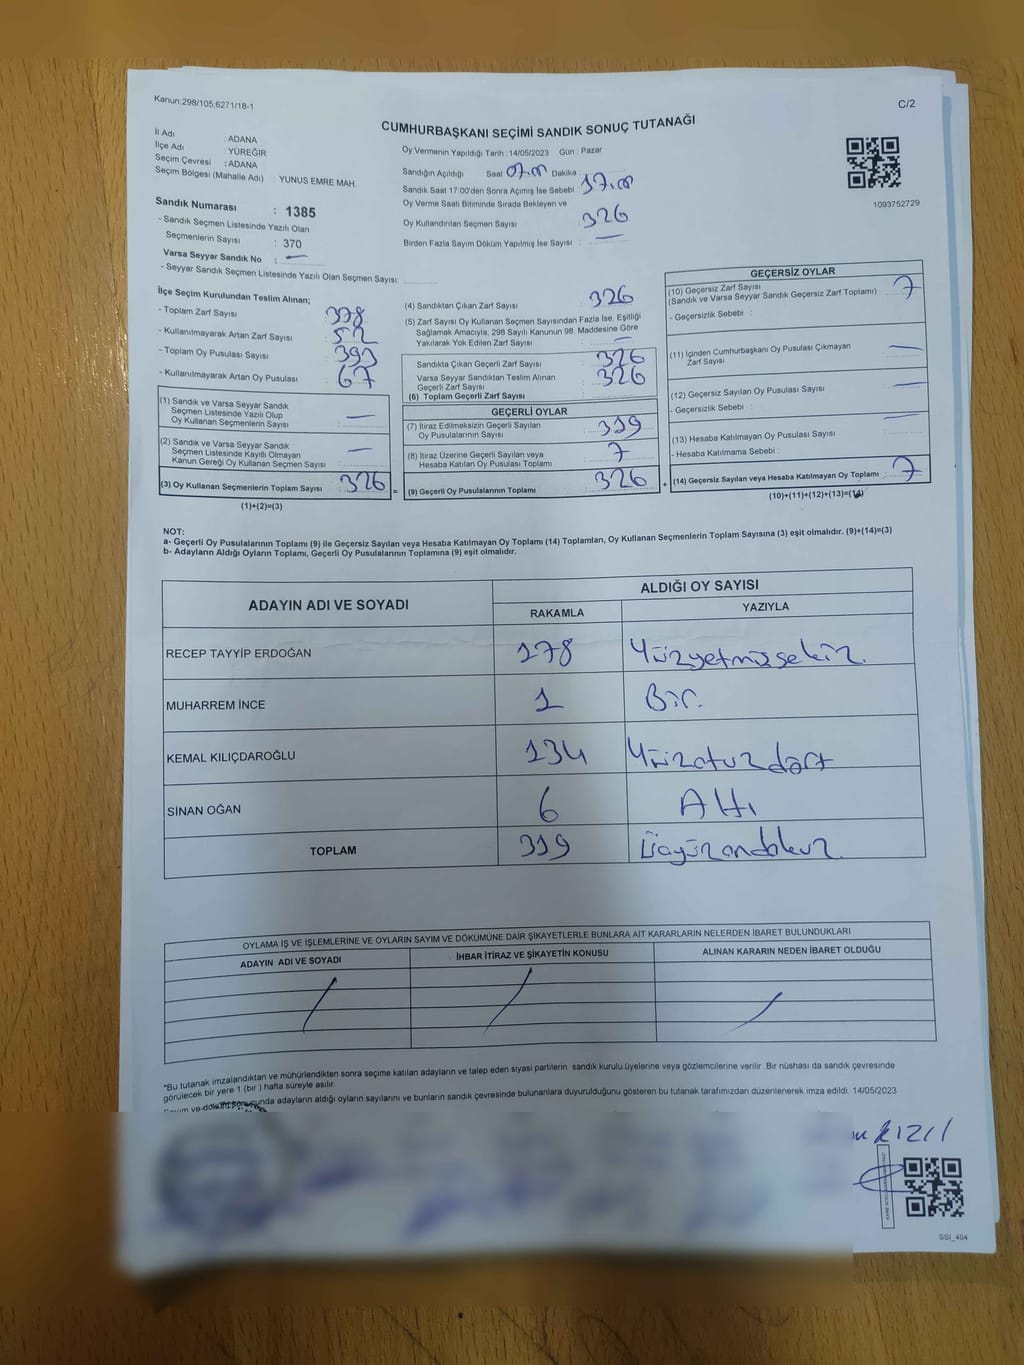 Kanun,298/105,6271/18-1
C/2
CUMHURBAŞKANI SEÇİMİ SANDIK SONUÇ TUTANAĞI
İl Adı : ADANA
İlçe Adı : YÜREĞİR
Seçim Çevresi : ADANA
Seçim Bölgesi (Mahalle Adı) : YUNUS EMRE MAH.
Sandık Numarası : 1385
- Sandık Seçmen Listesinde Yazılı Olan
Seçmenlerin Sayısı : 370
Varsa Seyyar Sandık No : —
- Seyyar Sandık Seçmen Listesinde Yazılı Olan Seçmen Sayısı:
Oy Vermenin Yapıldığı Tarih :14/05/2023 Gün : Pazar
Sandığın Açıldığı Saat 07.00 Dakika :
Sandık Saat 17:00'den Sonra Açımış İse Sebebi : 17.00
Oy Verme Saati Bitiminde Sırada Bekleyen ve
Oy Kullandırılan Seçmen Sayısı 326
Birden Fazla Sayım Döküm Yapılmış İse Sayısı : —
1093752729
İlçe Seçim Kurulundan Teslim Alınan;
- Toplam Zarf Sayısı : 378
- Kullanılmayarak Artan Zarf Sayısı : 52
- Toplam Oy Pusulası Sayısı : 393
- Kullanılmayarak Artan Oy Pusulası : 67
(1) Sandık ve Varsa Seyyar Sandık
Seçmen Listesinde Yazılı Olup
Oy Kullanan Seçmenlerin Sayısı : —
(2) Sandık ve Varsa Seyyar Sandık
Seçmen Listesinde Kayıtlı Olmayan
Kanun Gereği Oy Kullanan Seçmen Sayısı : —
(3) Oy Kullanan Seçmenlerin Toplam Sayısı : 326 =
(1)+(2)=(3)
(4) Sandıktan Çıkan Zarf Sayısı : 326
(5) Zarf Sayısı Oy Kullanan Seçmen Sayısından Fazla İse, Eşitliği
Sağlamak Amacıyla; 298 Sayılı Kanunun 98. Maddesine Göre
Yakılarak Yok Edilen Zarf Sayısı : —
Sandıkta Çıkan Geçerli Zarf Sayısı : 326
Varsa Seyyar Sandıktan Teslim Alınan
Geçerli Zarf Sayısı : 326
(6) Toplam Geçerli Zarf Sayısı
GEÇERLİ OYLAR
(7) İtiraz Edilmeksizin Geçerli Sayılan
Oy Pusulalarının Sayısı : 319
(8) İtiraz Üzerine Geçerli Sayılan veya
Hesaba Katılan Oy Pusulası Toplamı : 7
(9) Geçerli Oy Pusulalarının Toplamı : 326 +
GEÇERSİZ OYLAR
(10) Geçersiz Zarf Sayısı
(Sandık ve Varsa Seyyar Sandık Geçersiz Zarf Toplamı) : 7
- Geçersizlik Sebebi :
(11) İçinden Cumhurbaşkanı Oy Pusulası Çıkmayan
Zarf Sayısı : —
(12) Geçersiz Sayılan Oy Pusulası Sayısı : —
- Geçersizlik Sebebi :
(13) Hesaba Katılmayan Oy Pusulası Sayısı : —
- Hesaba Katılmama Sebebi :
(14) Geçersiz Sayılan veya Hesaba Katılmayan Oy Toplamı : 7
(10)+(11)+(12)+(13)=(14)
NOT:
a- Geçerli Oy Pusulalarının Toplamı (9) ile Geçersiz Sayılan veya Hesaba Katılmayan Oy Toplamı (14) Toplamları, Oy Kullanan Seçmenlerin Toplam Sayısına (3) eşit olmalıdır. (9)+(14)=(3)
b- Adayların Aldığı Oyların Toplamı, Geçerli Oy Pusulalarının Toplamına (9) eşit olmalıdır.
ADAYIN ADI VE SOYADI
ALDIĞI OY SAYISI
RAKAMLA YAZIYLA
RECEP TAYYİP ERDOĞAN 178 Yüzyetmişsekiz.
MUHARREM İNCE 1 Bir.
KEMAL KILIÇDAROĞLU 134 Yüzotuzdört
SİNAN OĞAN 6 Altı
TOPLAM 319 Üçyüzondokuz.
OYLAMA İŞ VE İŞLEMLERİNE VE OYLARIN SAYIM VE DÖKÜMÜNE DAİR ŞİKAYETLERLE BUNLARA AİT KARARLARIN NELERDEN İBARET BULUNDUKLARI
ADAYIN ADI VE SOYADI İHBAR İTİRAZ VE ŞİKAYETİN KONUSU ALINAN KARARIN NEDEN İBARET OLDUĞU
*Bu tutanak imzalandıktan ve mühürlendikten sonra seçime katılan adayların ve talep eden siyasi partilerin sandık kurulu üyelerine veya gözlemcilerine verilir. Bir nüshası da sandık çevresinde
görülecek bir yere 1 (bir ) hafta süreyle asılır.
Sayım ve döküm sonucunda adayların aldığı oyların sayılarını ve bunların sandık çevresinde bulunanlara duyurulduğunu gösteren bu tutanak tarafımızdan düzenlenerek imza edildi. 14/05/2023
SSI_404